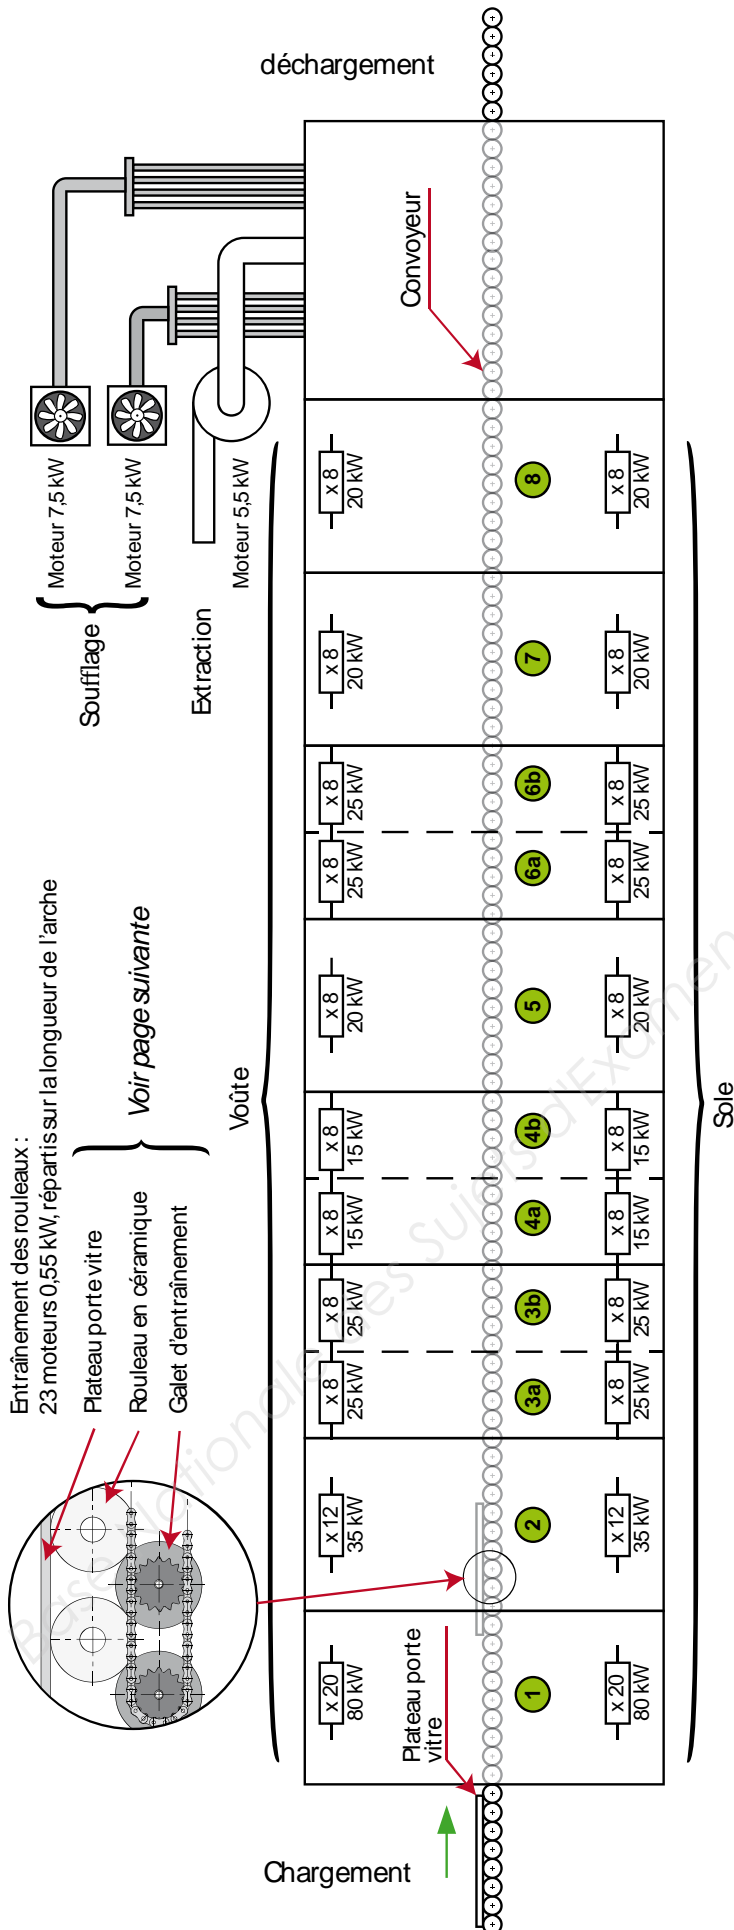 déchargement
Convoyeur
Moteur 7,5 kW
Moteur 7,5 kW
Soufflage
Moteur 5,5 kW
Extraction
Entraînement des rouleaux :
23 moteurs 0,55 kW, répartis sur la longueur de l'arche
Plateau porte vitre
Rouleau en céramique
Galet d'entraînement
Voir page suivante
Voûte
x 8
20 kW
8
x 8
20 kW
x 8
20 kW
7
x 8
20 kW
x 8
25 kW
6b
x 8
25 kW
x 8
25 kW
6a
x 8
25 kW
x 8
20 kW
5
x 8
20 kW
x 8
15 kW
4b
x 8
15 kW
x 8
15 kW
4a
x 8
15 kW
x 8
25 kW
3b
x 8
25 kW
x 8
25 kW
3a
x 8
25 kW
x 12
35 kW
2
x 12
35 kW
x 20
80 kW
1
x 20
80 kW
Sole
Plateau porte
vitre
Chargement
Base Nationale des Sujets d'Examen